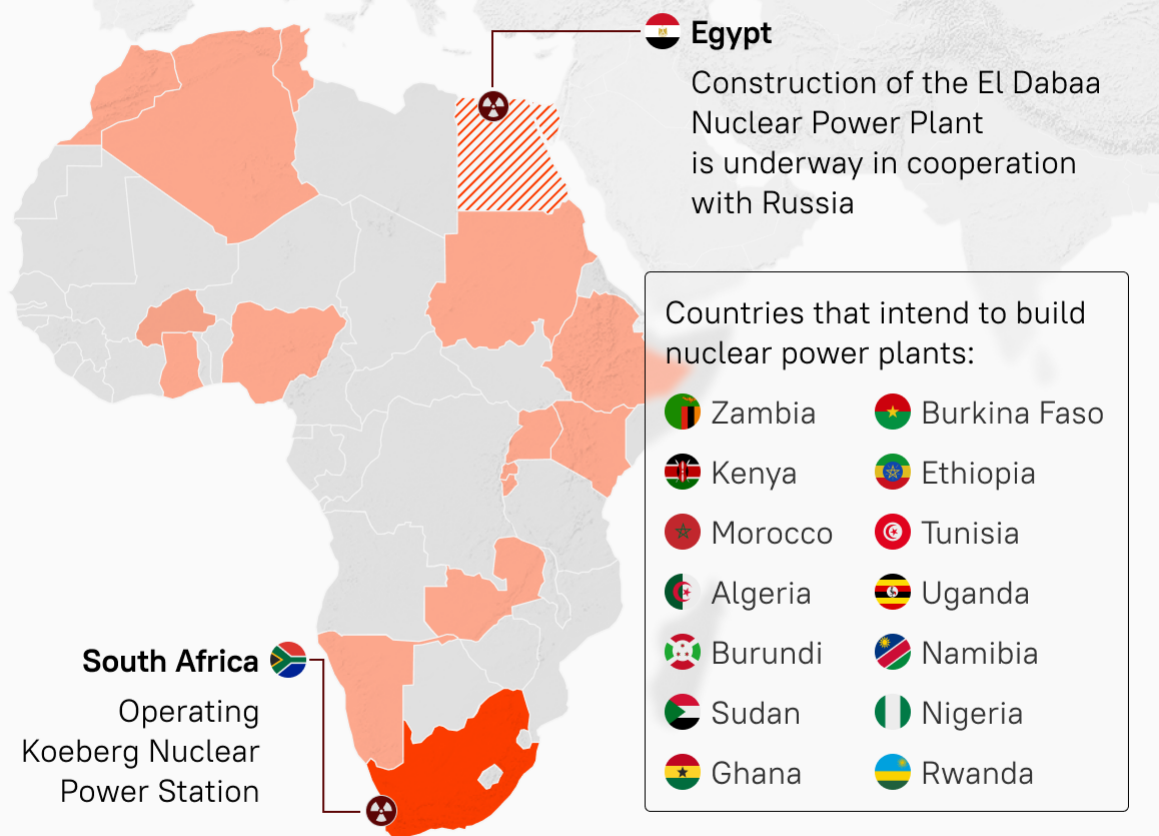 Egypt
Construction of the El Dabaa
Nuclear Power Plant
is underway in cooperation
with Russia
Countries that intend to build
nuclear power plants:
Zambia
Burkina Faso
Kenya
Ethiopia
Morocco
Tunisia
Algeria
Uganda
Burundi
Namibia
Sudan
Nigeria
Ghana
Rwanda
South Africa
Operating
Koeberg Nuclear
Power Station